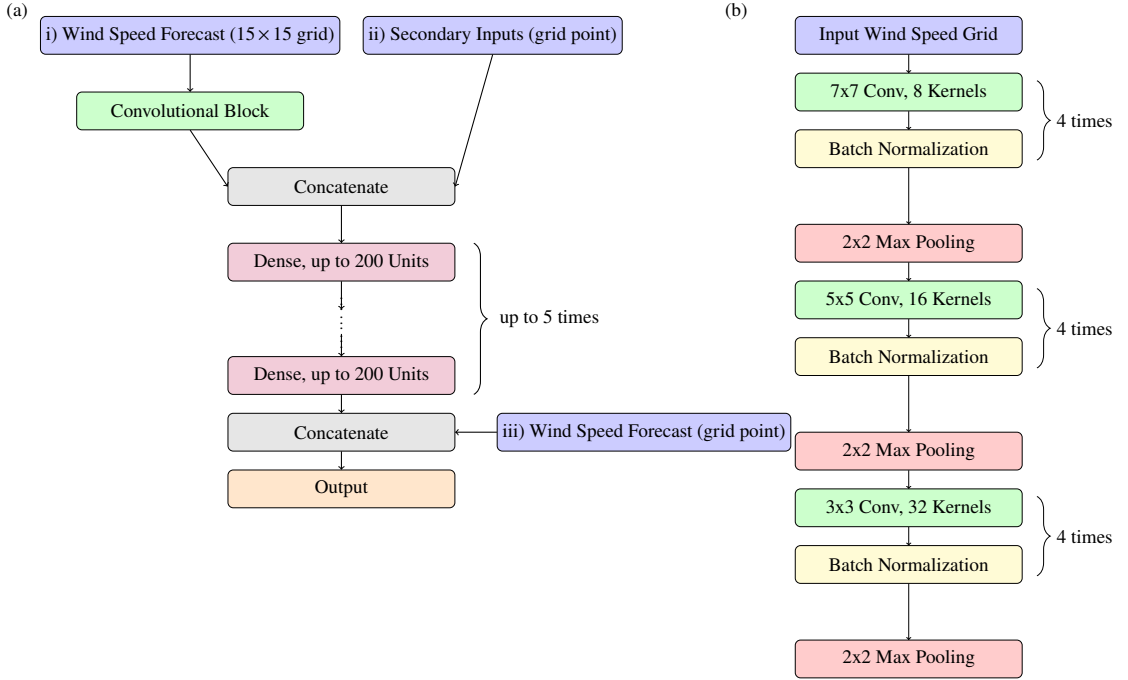 (a)
i) Wind Speed Forecast (15 × 15 grid)
ii) Secondary Inputs (grid point)
Convolutional Block
Concatenate
Dense, up to 200 Units
up to 5 times
Dense, up to 200 Units
Concatenate
iii) Wind Speed Forecast (grid point)
Output
(b)
Input Wind Speed Grid
7x7 Conv, 8 Kernels
4 times
Batch Normalization
2x2 Max Pooling
5x5 Conv, 16 Kernels
4 times
Batch Normalization
2x2 Max Pooling
3x3 Conv, 32 Kernels
4 times
Batch Normalization
2x2 Max Pooling